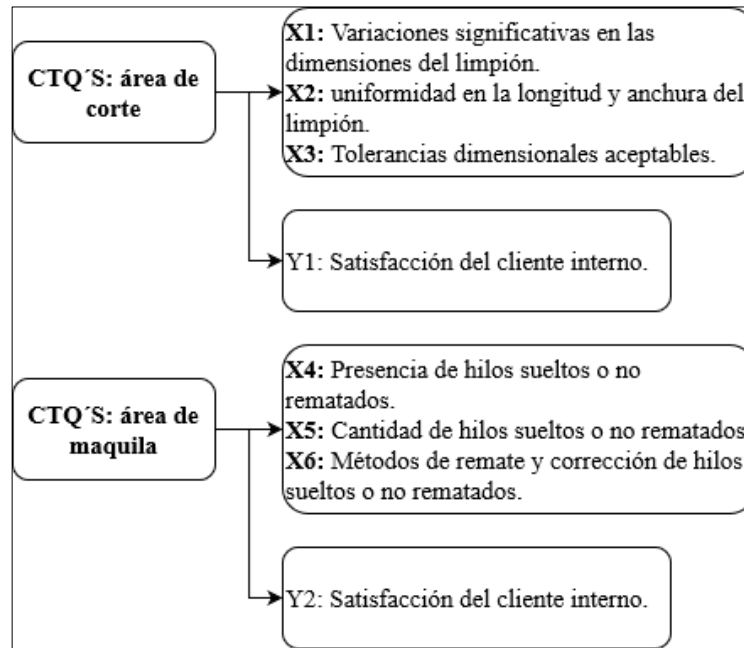 CTQ´S: área de
corte
X1: Variaciones significativas en las
dimensiones del limpión.
X2: uniformidad en la longitud y anchura del
limpión.
X3: Tolerancias dimensionales aceptables.
Y1: Satisfacción del cliente interno.
CTQ´S: área de
maquila
X4: Presencia de hilos sueltos o no
rematados.
X5: Cantidad de hilos sueltos o no rematados
X6: Métodos de remate y corrección de hilos
sueltos o no rematados.
Y2: Satisfacción del cliente interno.